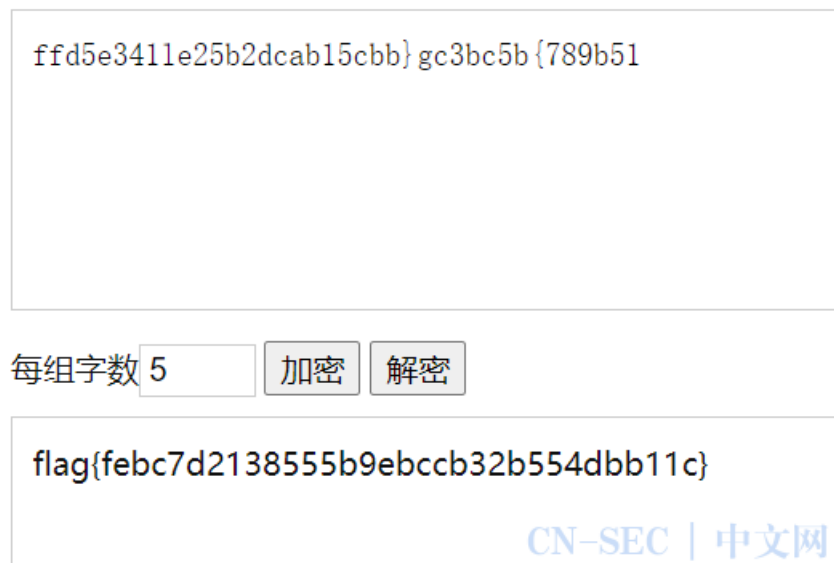 ffd5e341le25b2dcab15cbb}gc3bc5b{789b51
每组字数 5 加密 解密
flag{febc7d2138555b9ebccb32b554dbb11c}
CN-SEC | 中文网